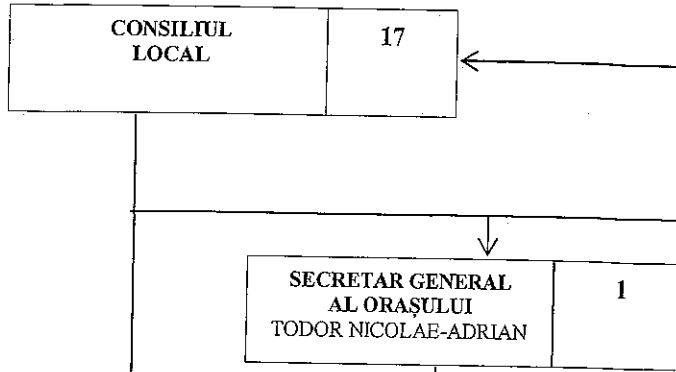 CONSILIUL
LOCAL
17
SECRETAR GENERAL
AL ORAȘULUI
TODOR NICOLAE-ADRIAN
1